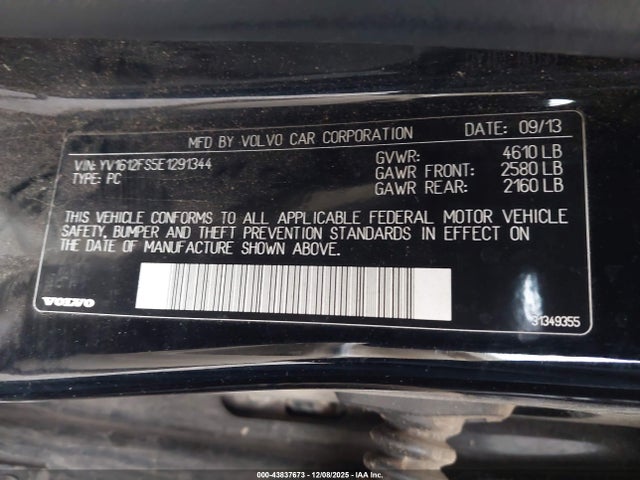 MFD BY VOLVO CAR CORPORATION DATE: 09/13
VIN: YV1612FS5E1291344 GVWR: 4610 LB
TYPE: PC GAWR FRONT: 2580 LB
GAWR REAR: 2160 LB
THIS VEHICLE CONFORMS TO ALL APPLICABLE FEDERAL MOTOR VEHICLE
SAFETY, BUMPER AND THEFT PREVENTION STANDARDS IN EFFECT ON
THE DATE OF MANUFACTURE SHOWN ABOVE.
VOLVO 31349355
000-43837673 | 12/08/2025 - IAA Inc.